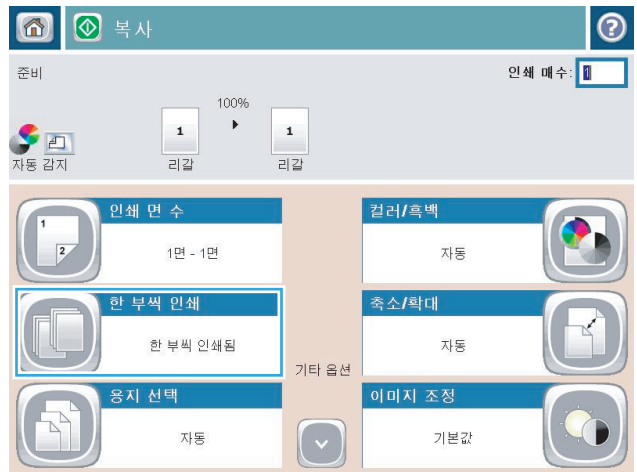 복사
준비
인쇄 매수: 1
100%
1 1
자동 감지 리갈 리갈
인쇄 면 수
1
2
1면 - 1면
컬러/흑백
자동
한 부씩 인쇄
한 부씩 인쇄됨
축소/확대
자동
기타 옵션
용지 선택
자동
이미지 조정
기본값